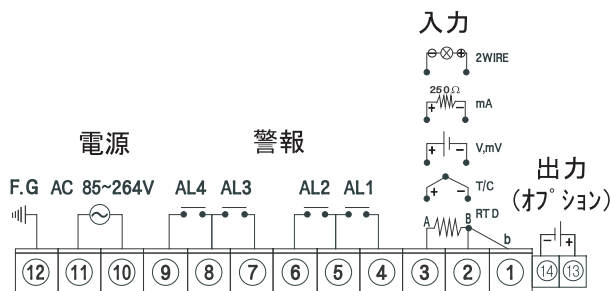 入力
2WIRE
250Ω
mA
V,mV
T/C
RTD
A
B
b
電源
F.G AC 85~264V
警報
AL4 AL3 AL2 AL1
出力
(オプション)
⑫ ⑪ ⑩ ⑨ ⑧ ⑦ ⑥ ⑤ ④ ③ ② ① ⑭ ⑬